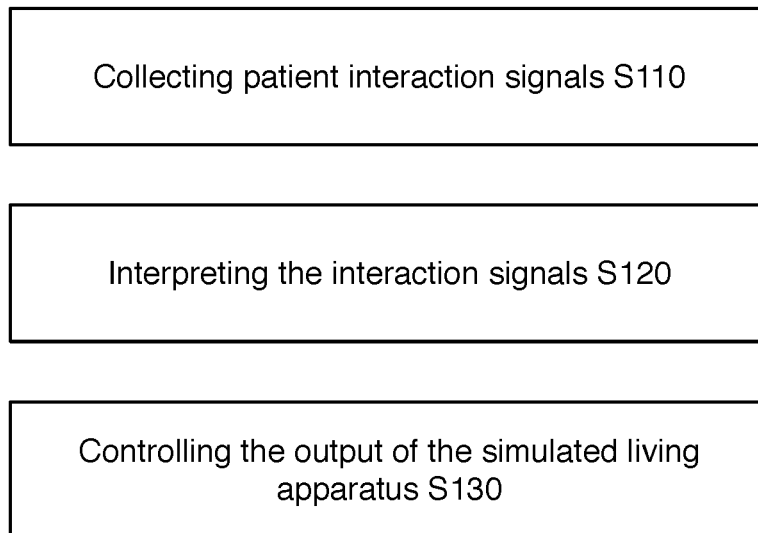 Collecting patient interaction signals S110
Interpreting the interaction signals S120
Controlling the output of the simulated living
apparatus S130